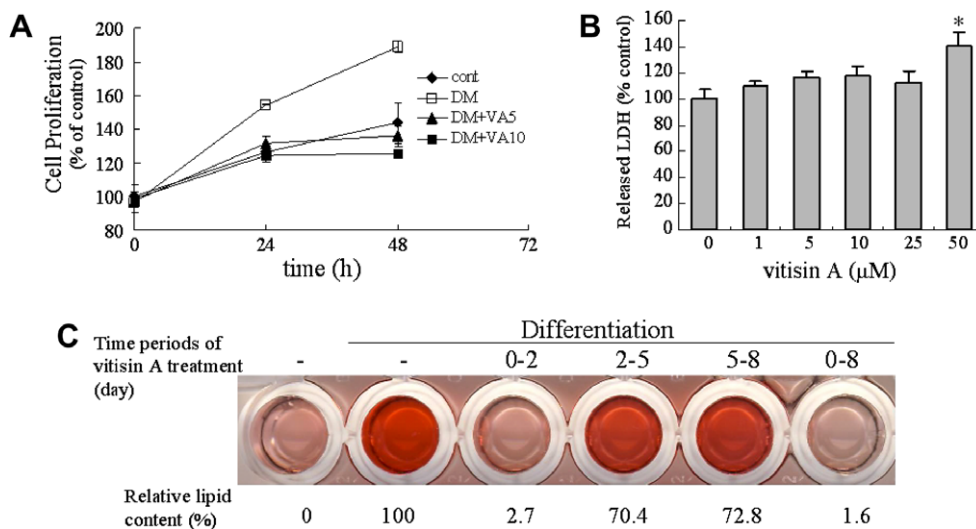 A
Cell Proliferation
(% of control)
200
180
160
140
120
100
80
0
24
48
72
time (h)
cont
DM
DM+VA5
DM+VA10
B
Released LDH (% control)
160
140
120
100
80
60
40
20
0
*
0 1 5 10 25 50
vitisin A (μM)
C
Differentiation
Time periods of
vitisin A treatment
(day)
- - 0-2 2-5 5-8 0-8
Relative lipid
content (%)
0 100 2.7 70.4 72.8 1.6